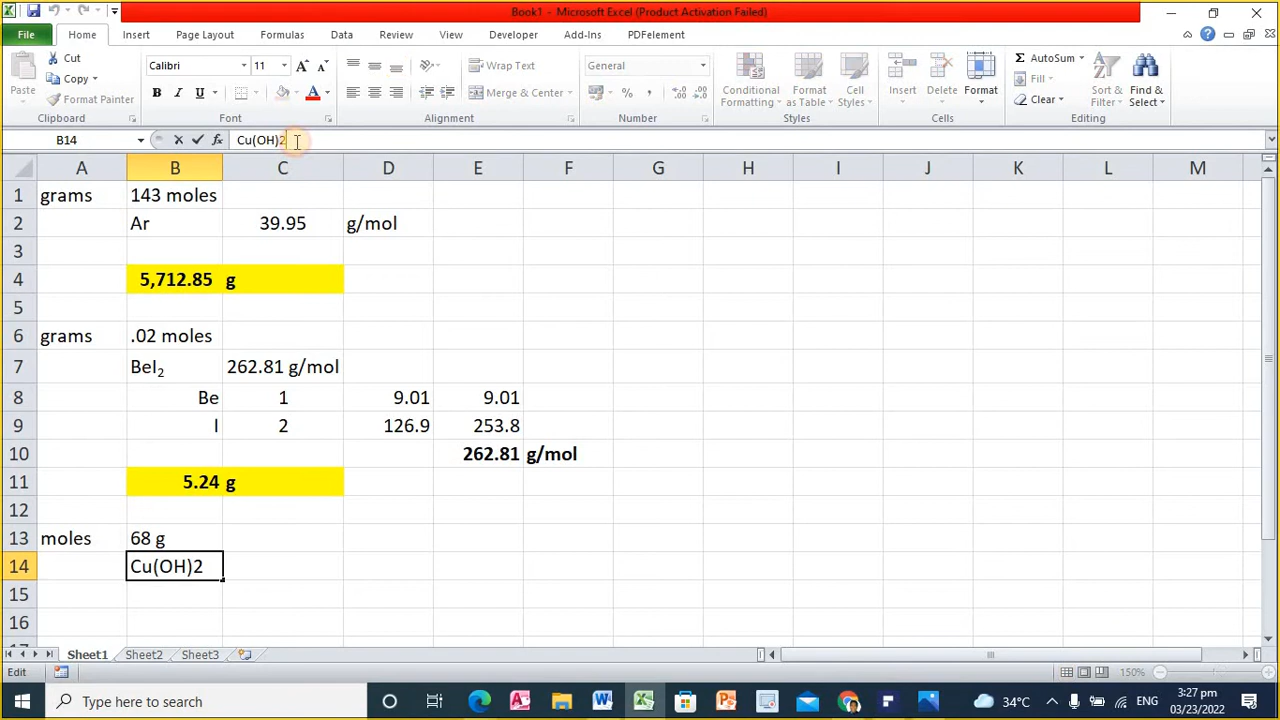 Book1 - Microsoft Excel (Product Activation Failed)
File Home Insert Page Layout Formulas Data Review View Developer Add-Ins PDFelement
Paste Cut Copy Format Painter Clipboard
Calibri 11 B I U A Font
Wrap Text Merge & Center Alignment
General % Number
Conditional Formatting Format as Table Cell Styles Styles
Insert Delete Format Cells
Σ AutoSum Fill Clear Sort & Filter Find & Select Editing
B14 fx Cu(OH)2
A B C D E F G H I J K L M
1 grams 143 moles
2 Ar 39.95 g/mol
3
4 5,712.85 g
5
6 grams .02 moles
7 BeI₂ 262.81 g/mol
8 Be 1 9.01 9.01
9 I 2 126.9 253.8
10 262.81 g/mol
11 5.24 g
12
13 moles 68 g
14 Cu(OH)2
15
16
17
Sheet1 Sheet2 Sheet3
Edit 150%
Type here to search 34°C ENG 3:27 pm
03/23/2022